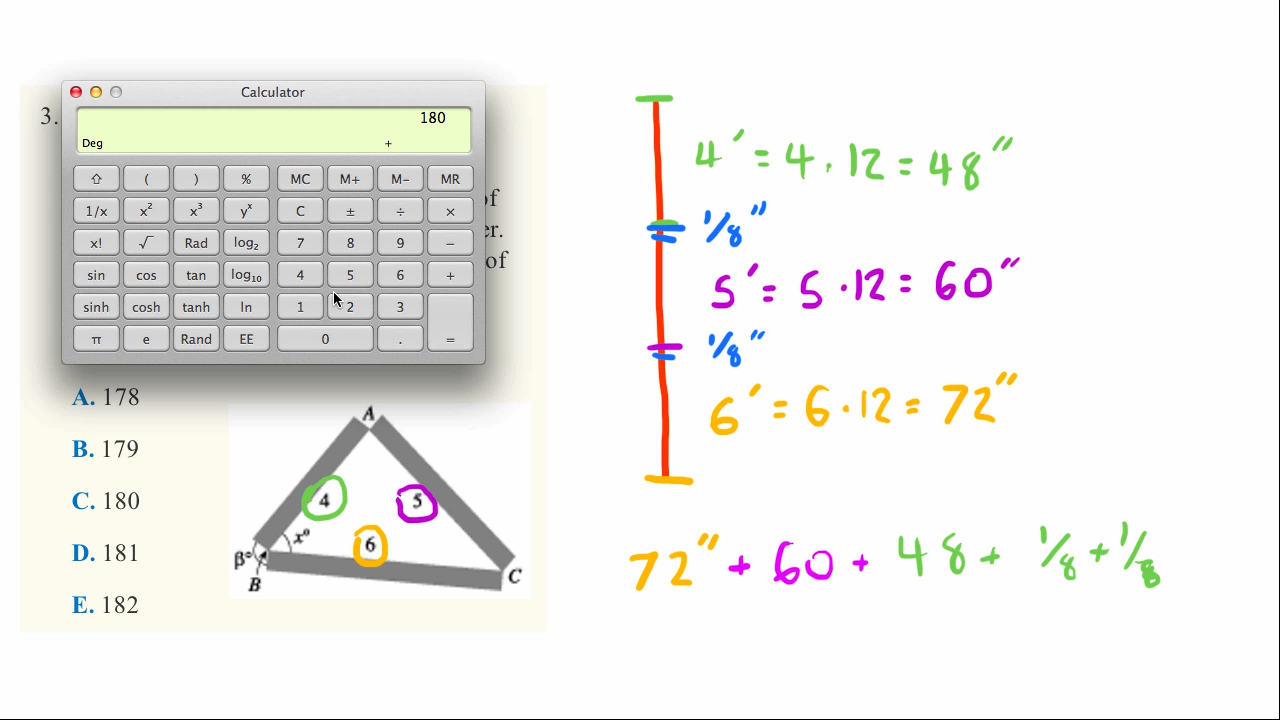 3.
Calculator
180
Deg +
⇧ ( ) % MC M+ M− MR
1/x x² x³ yˣ C ± ÷ ×
x! √ Rad log₂ 7 8 9 −
sin cos tan log₁₀ 4 5 6 +
sinh cosh tanh ln 1 2 3
π e Rand EE 0 . =
of
er.
of
A. 178
B. 179
C. 180
D. 181
E. 182
A
4 5
6
x°
β°
B
C
4′ = 4 · 12 = 48″
1/8″
5′ = 5 · 12 = 60″
1/8″
6′ = 6 · 12 = 72″
72″ + 60 + 48 + 1/8 + 1/8